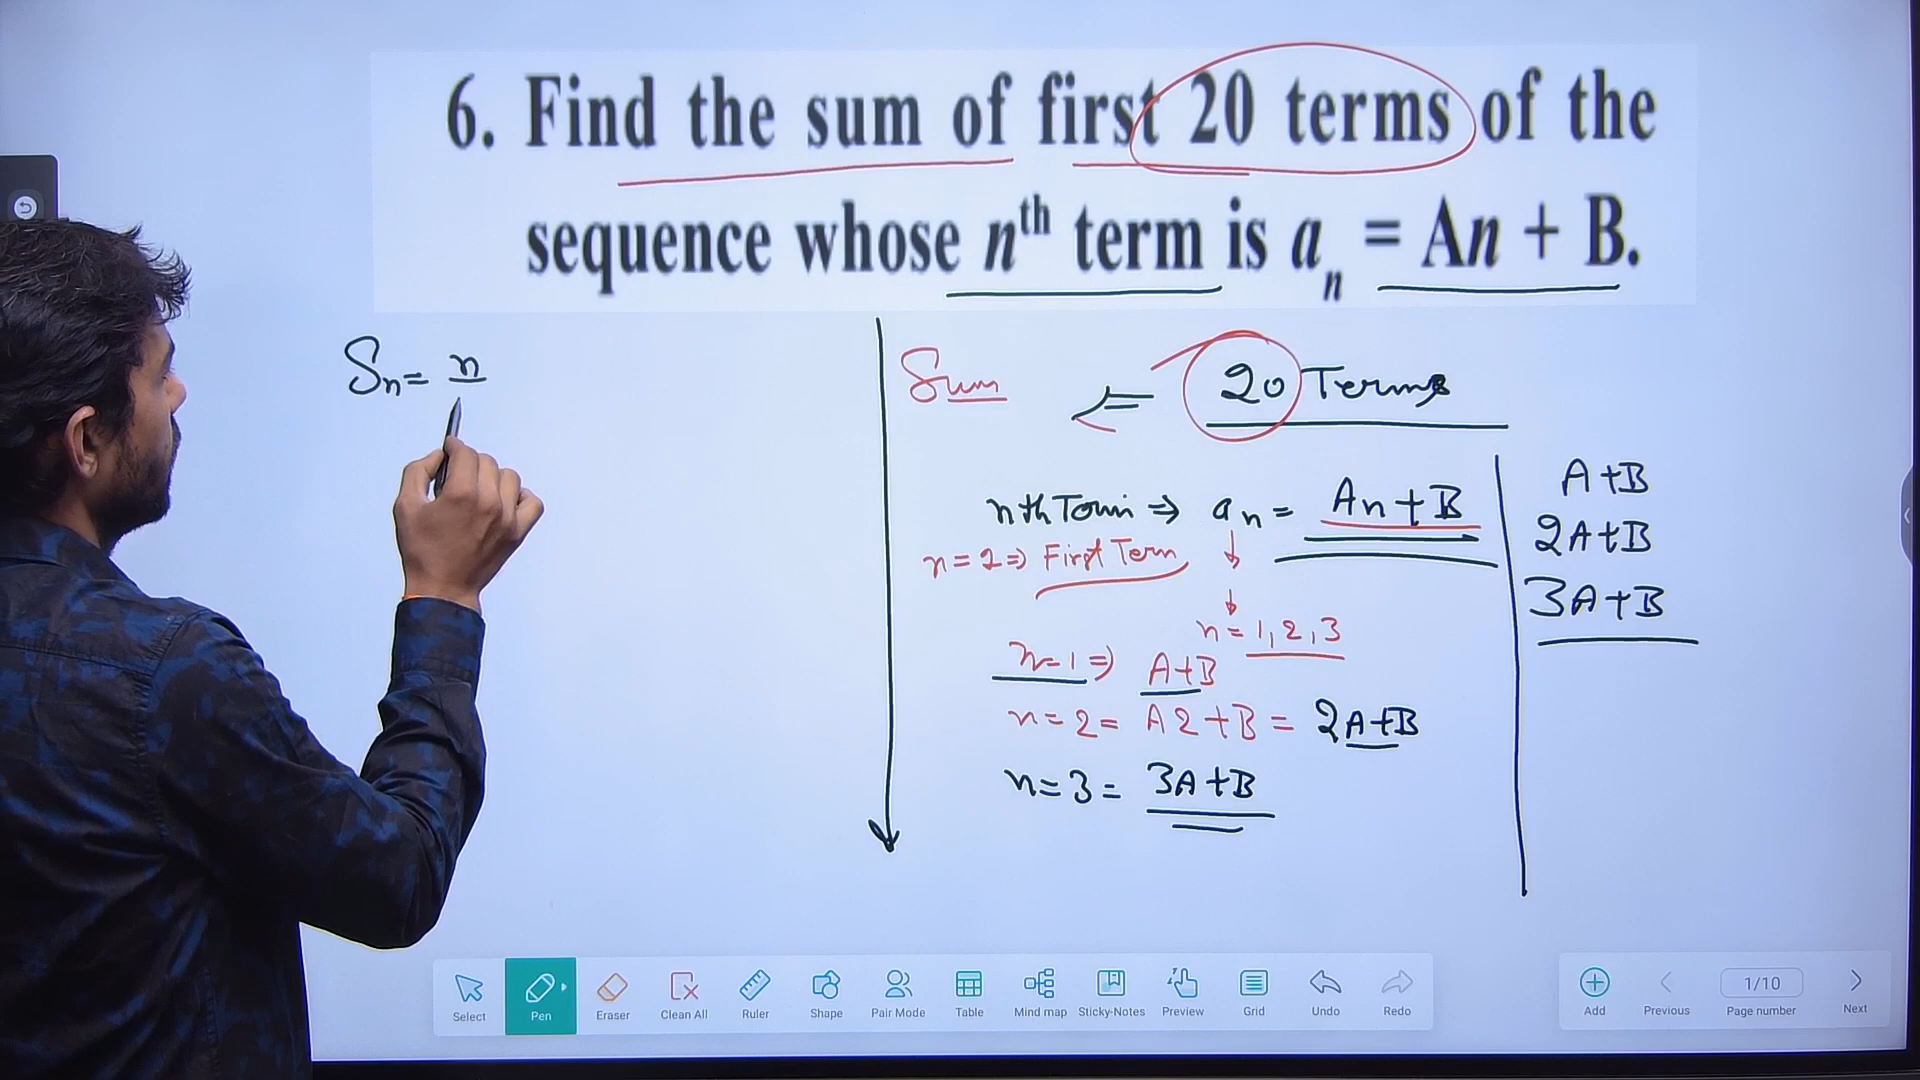 6. Find the sum of first 20 terms of the
sequence whose nth term is an = An + B.
Sn = n
Sum ⇐ 20 Terms
nth Term ⇒ an = An + B
n = 1 ⇒ First Term
n = 1, 2, 3
n = 1 ⇒ A+B
n = 2 = A2 + B = 2A+B
n = 3 = 3A+B
A+B
2A+B
3A+B
Select Pen Eraser Clean All Ruler Shape Pair Mode Table Mind map Sticky-Notes Preview Grid Undo Redo
Add Previous 1/10 Page number Next